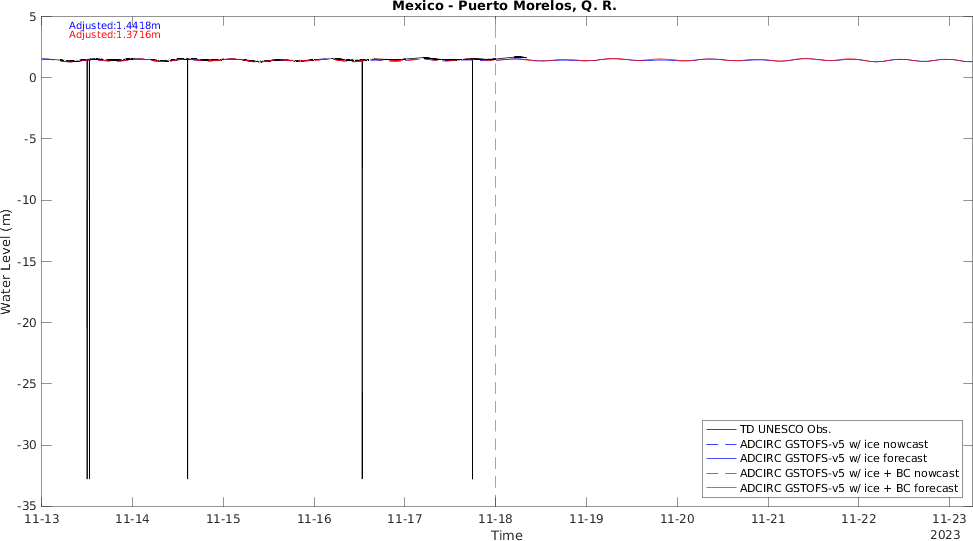 Mexico - Puerto Morelos, Q. R.
Adjusted:1.4418m
Adjusted:1.3716m
5
0
-5
-10
-15
-20
-25
-30
-35
Water Level (m)
TD UNESCO Obs.
ADCIRC GSTOFS-v5 w/ ice nowcast
ADCIRC GSTOFS-v5 w/ ice forecast
ADCIRC GSTOFS-v5 w/ ice + BC nowcast
ADCIRC GSTOFS-v5 w/ ice + BC forecast
11-13 11-14 11-15 11-16 11-17 11-18 11-19 11-20 11-21 11-22 11-23
Time
2023